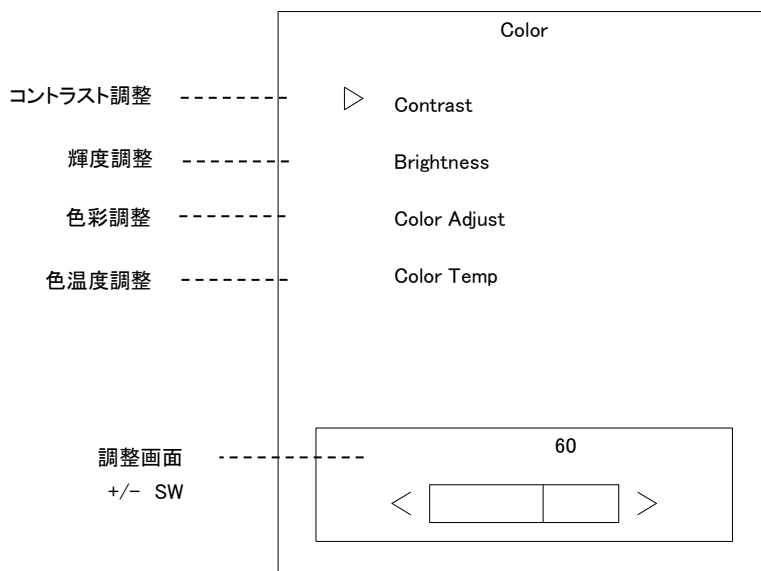 Color
コントラスト調整
Contrast
輝度調整
Brightness
色彩調整
Color Adjust
色温度調整
Color Temp
調整画面
60
+/- SW